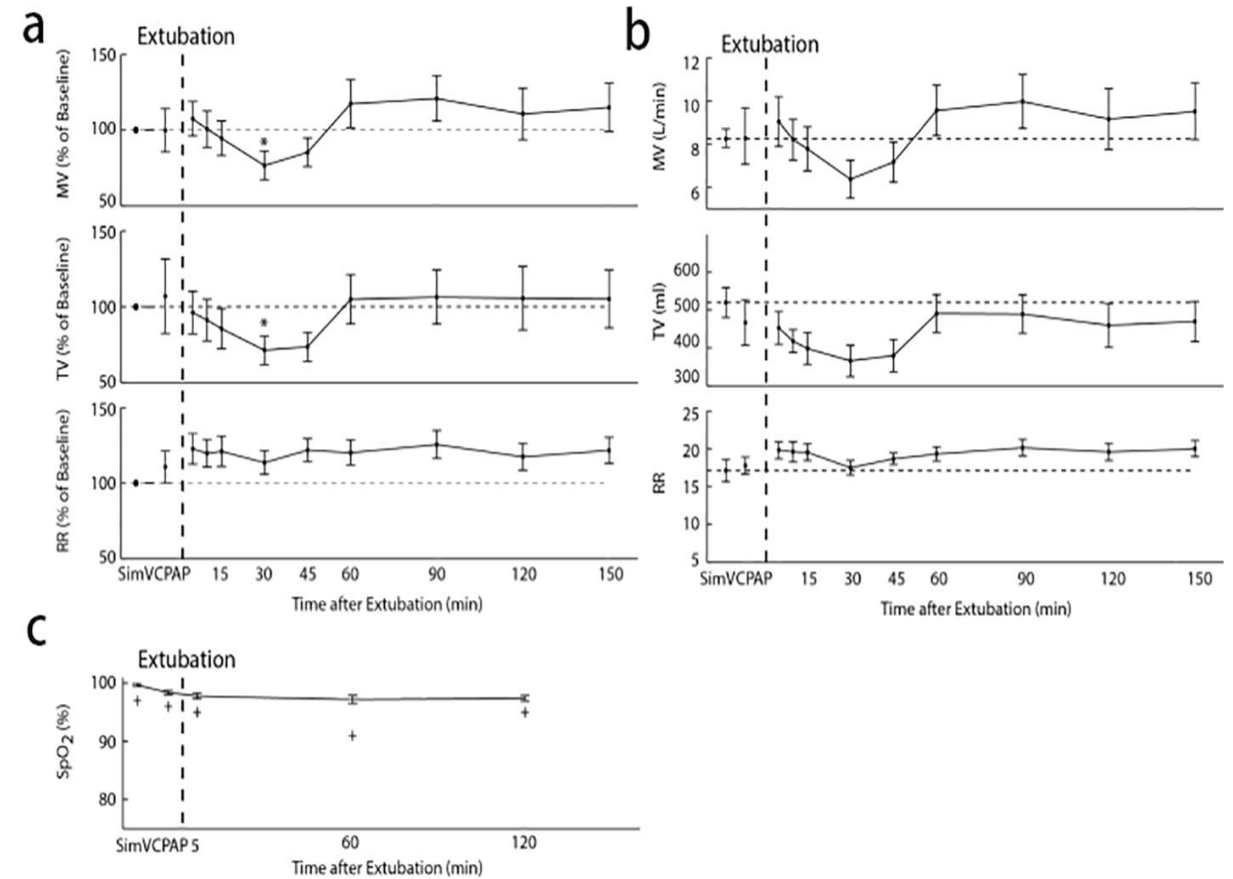 a
Extubation
MV (% of Baseline)
150
100
50
*
TV (% of Baseline)
150
100
50
*
RR (% of Baseline)
150
100
50
SimVCPAP 15 30 45 60 90 120 150
Time after Extubation (min)
b
Extubation
MV (L/min)
12
10
8
6
TV (ml)
600
500
400
300
RR
25
20
15
10
5
SimVCPAP 15 30 45 60 90 120 150
Time after Extubation (min)
c
Extubation
SpO2 (%)
100
90
80
SimVCPAP 5 60 120
Time after Extubation (min)